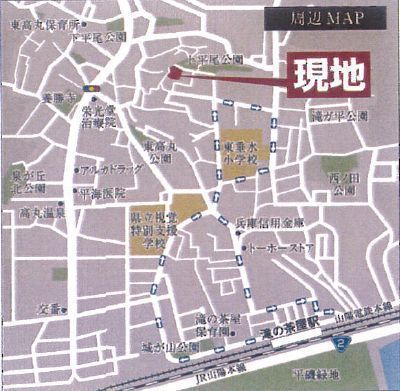 周辺MAP
東高丸保育所
下平尾公園
上平尾公園
現地
養勝寺
栄光堂
治療院
滝が平公園
東高丸
公園
東垂水
小学校
アルカドラッグ
泉が丘
北公園
西ノ田
公園
平海医院
高丸温泉
県立視覚
特別支援
学校
兵庫信用金庫
トーホーストア
交番
滝の茶屋
保育園
滝の茶屋駅
山陽電鉄本線
城が山公園
2
JR山陽本線
平磯緑地